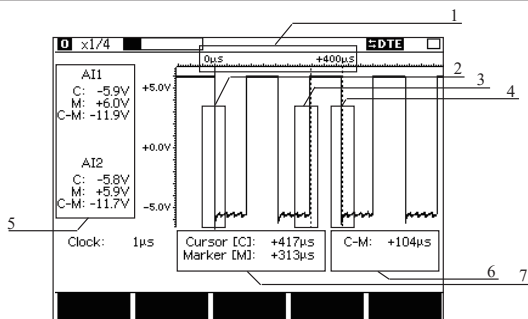 1
0 x1/4 DTE
0µs +400µs
2
3
4
AI1
C: -5.9V
M: +6.0V
C-M: -11.9V
+5.0V
+0.0V
AI2
C: -5.8V
M: +5.9V
C-M: -11.7V
-5.0V
5
Clock: 1µs
Cursor [C]: +417µs
Marker [M]: +313µs
C-M: +104µs
6
7